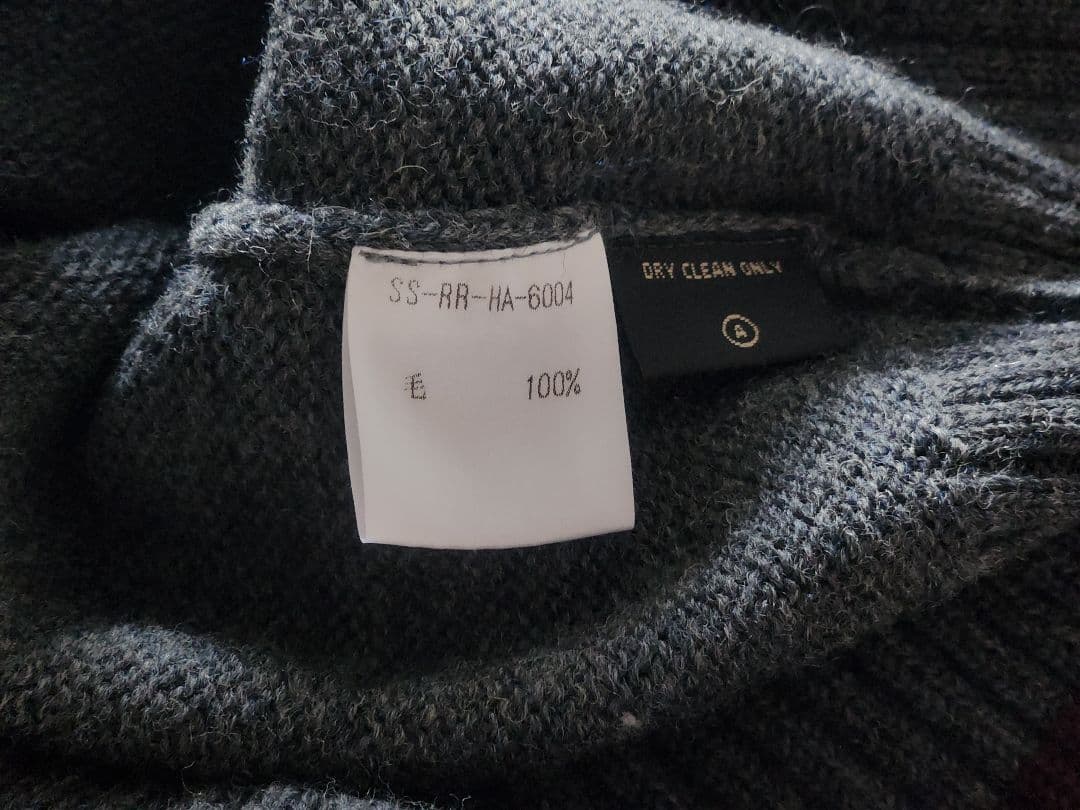 SS-RR-HA-6004
毛 100%
DRY CLEAN ONLY
A